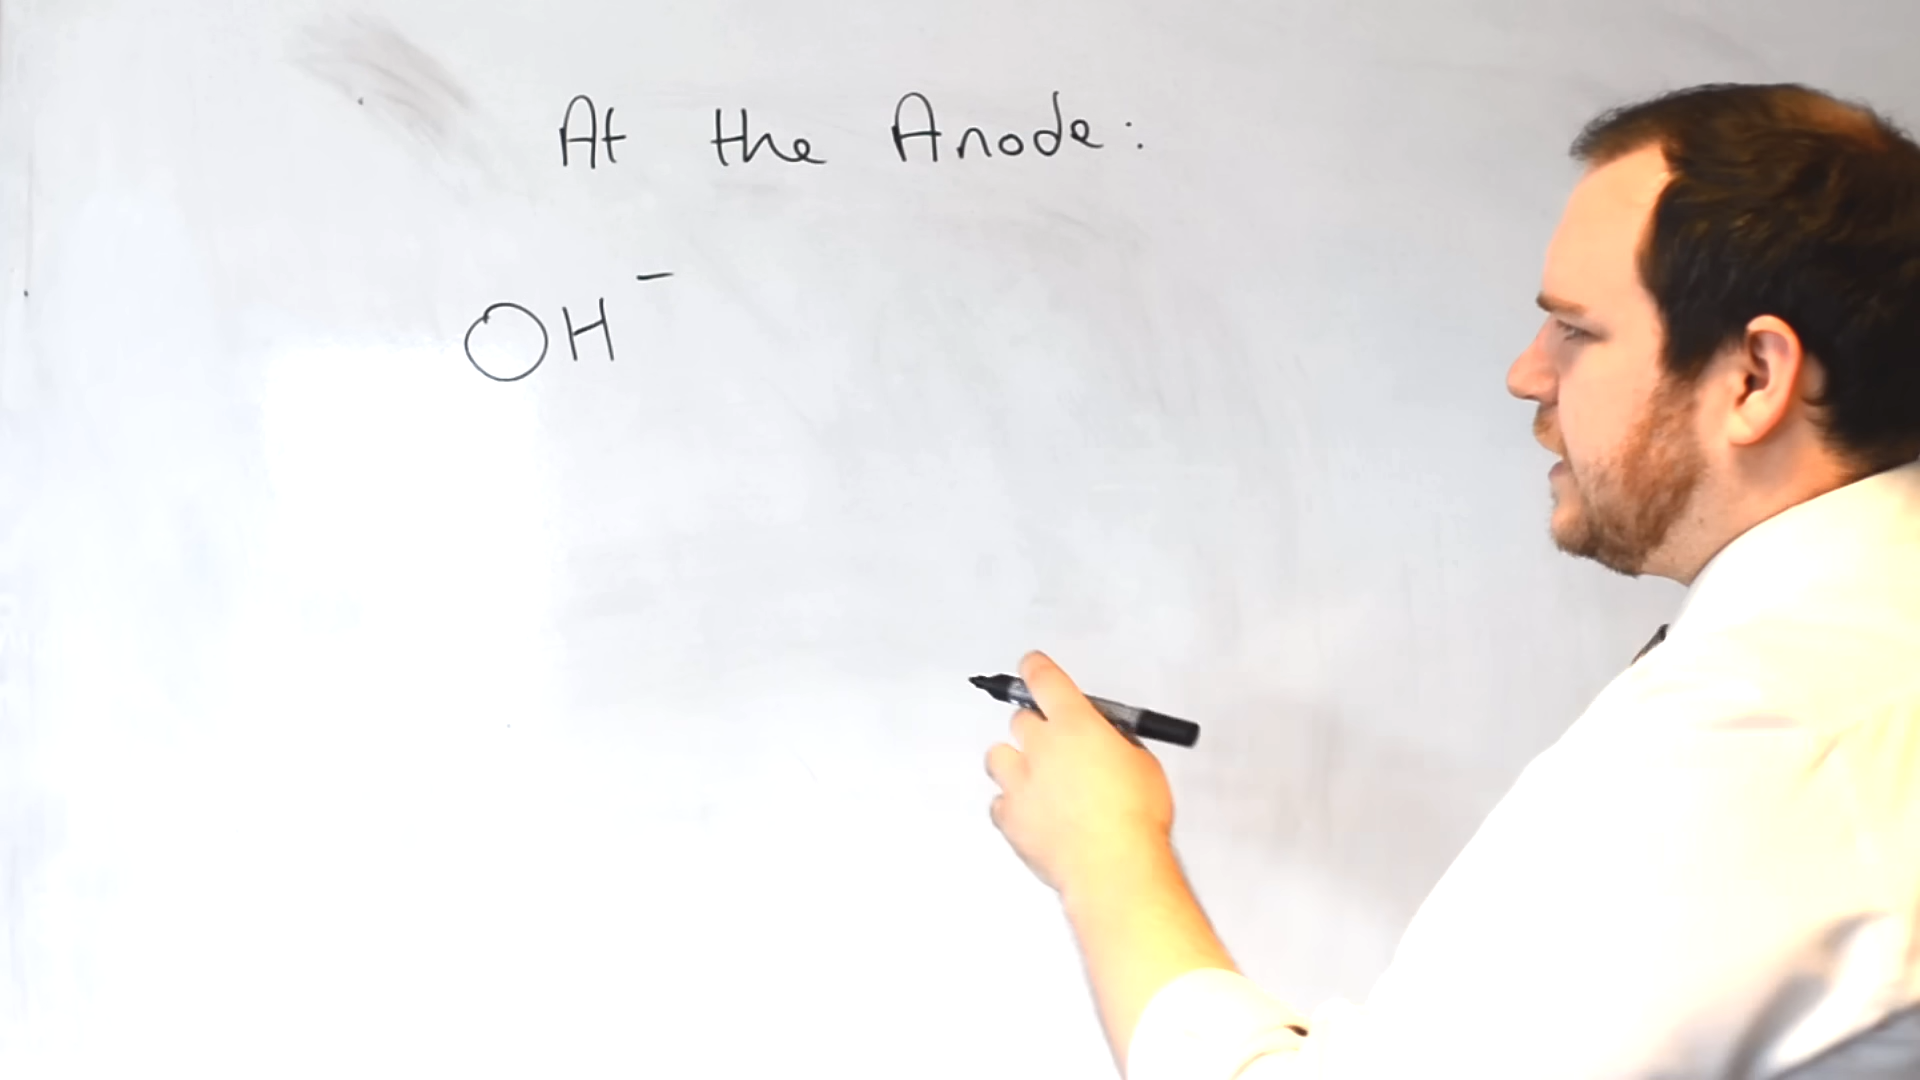 At the Anode:
OH⁻